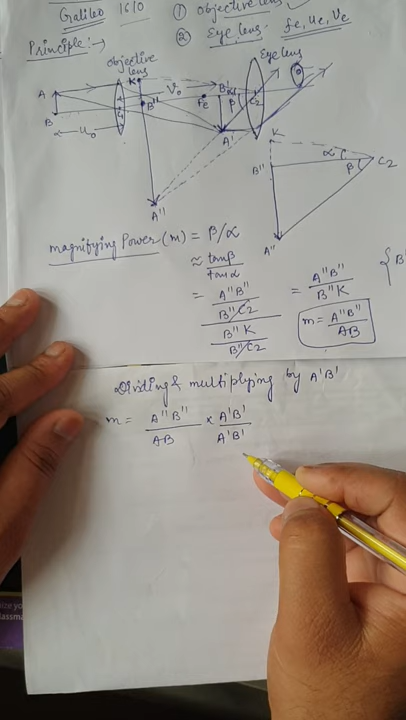 Galileo 1610
① Objective lens
② Eye lens fe, ue, ve
Principle:→
Objective lens
Eye lens
A
K
Vo
B'
B
B"
Fe
β
C2
uo
A'
A"
K
B"
α
β
C2
A"
magnifying Power (m) = β/α
≈ tanβ / tanα
= A"B" / B"C2
B"K / B"C2
= A"B" / B"K
m = A"B" / AB
{ B
Dividing & multiplying by A'B'
m = A"B" / AB × A'B' / A'B'